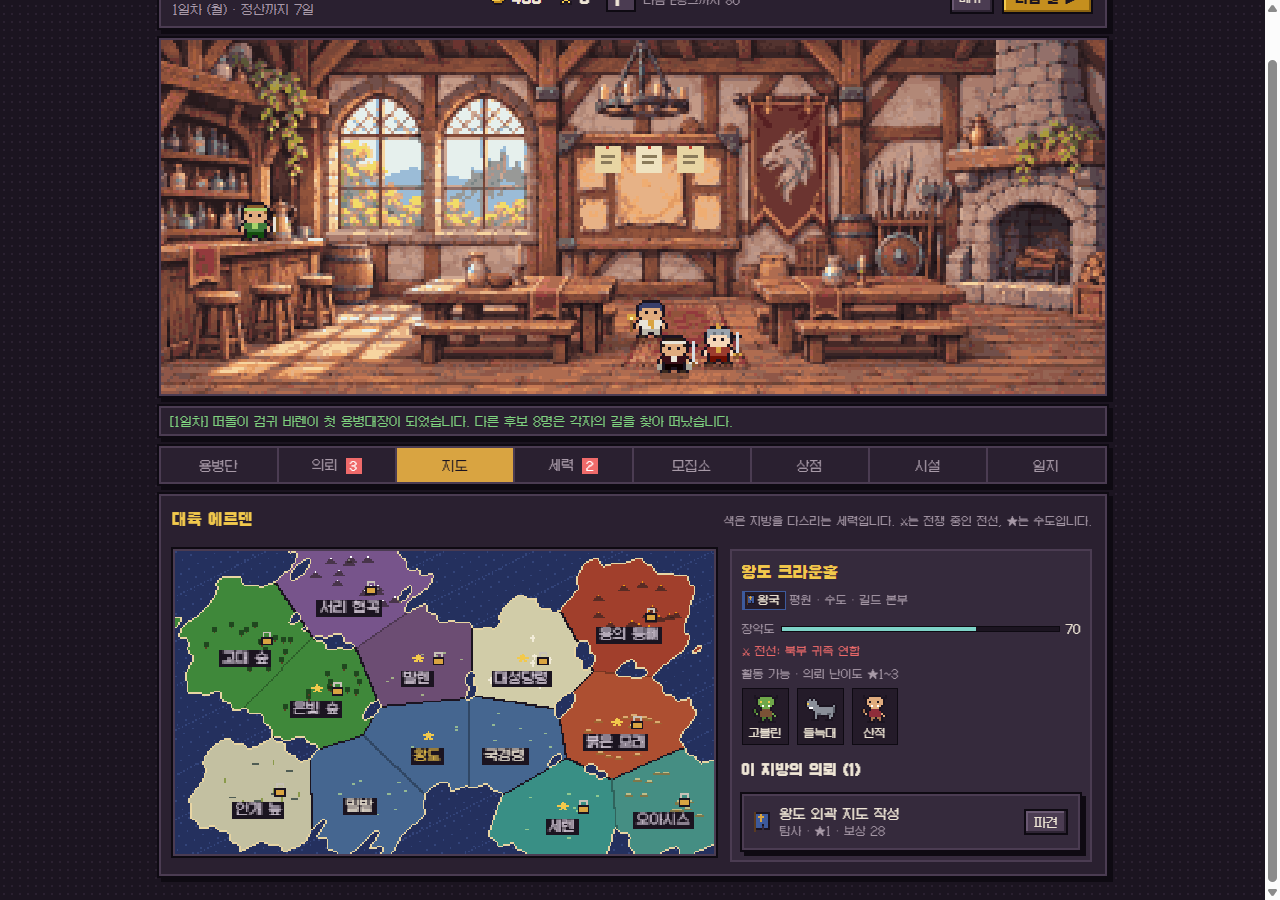 1일차 (월) · 정산까지 7일
[1일차] 떠돌이 검귀 바렌이 첫 용병대장이 되었습니다. 다른 후보 8명은 각자의 길을 찾아 떠났습니다.
용병단
의뢰 3
지도
세력 2
모집소
상점
시설
일지
대륙 에르덴
색은 지방을 다스리는 세력입니다. ⚔는 전쟁 중인 전선, ★는 수도입니다.
서리 협곡
고대 숲
은빛 숲
발렌
대성당령
용의 등뼈
왕도
국경령
붉은 모래
안개 늪
밀밭
세렌
오아시스
왕도 크라운홀
왕국 평원 · 수도 · 길드 본부
장악도 70
⚔ 전선: 북부 귀족 연합
활동 가능 · 의뢰 난이도 ★1~3
고블린
들늑대
산적
이 지방의 의뢰 (1)
왕도 외곽 지도 작성
탐사 · ★1 · 보상 28
파견